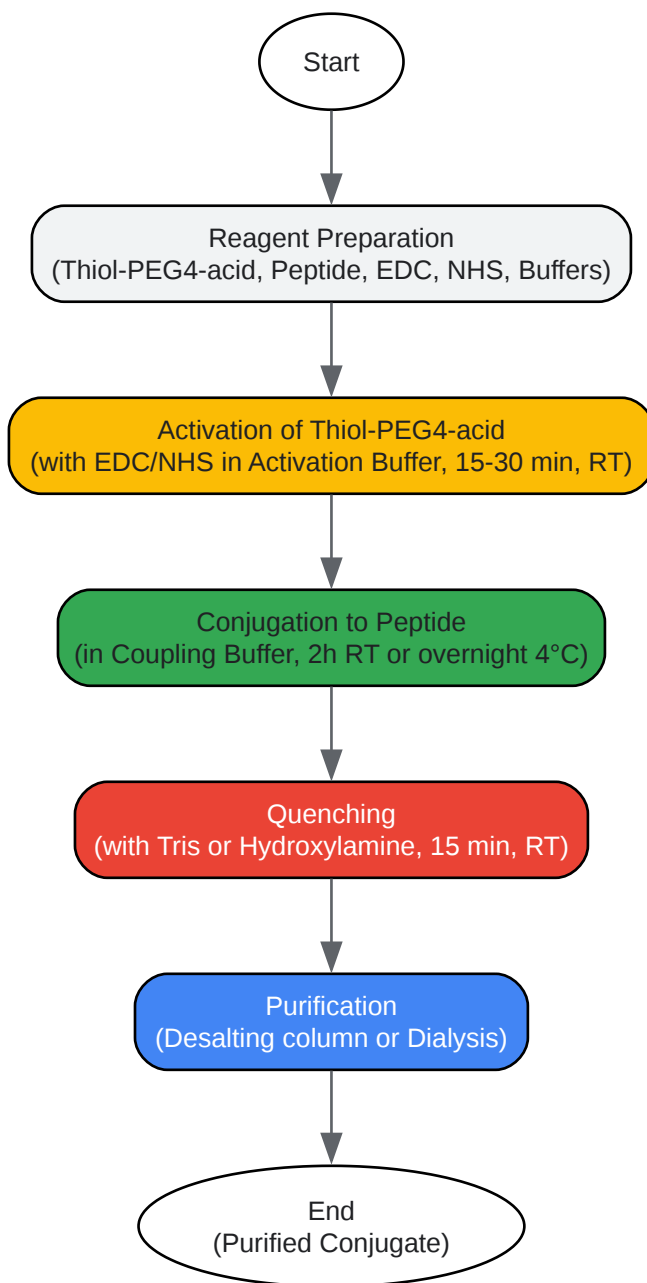 Start
Reagent Preparation
(Thiol-PEG4-acid, Peptide, EDC, NHS, Buffers)
Activation of Thiol-PEG4-acid
(with EDC/NHS in Activation Buffer, 15-30 min, RT)
Conjugation to Peptide
(in Coupling Buffer, 2h RT or overnight 4°C)
Quenching
(with Tris or Hydroxylamine, 15 min, RT)
Purification
(Desalting column or Dialysis)
End
(Purified Conjugate)